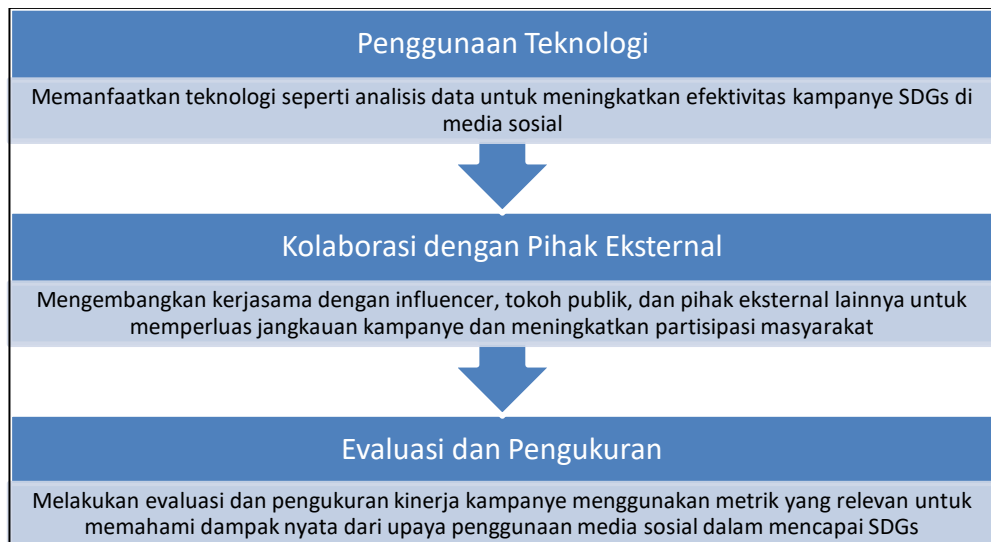 Penggunaan Teknologi
Memanfaatkan teknologi seperti analisis data untuk meningkatkan efektivitas kampanye SDGs di
media sosial
Kolaborasi dengan Pihak Eksternal
Mengembangkan kerjasama dengan influencer, tokoh publik, dan pihak eksternal lainnya untuk
memperluas jangkauan kampanye dan meningkatkan partisipasi masyarakat
Evaluasi dan Pengukuran
Melakukan evaluasi dan pengukuran kinerja kampanye menggunakan metrik yang relevan untuk
memahami dampak nyata dari upaya penggunaan media sosial dalam mencapai SDGs